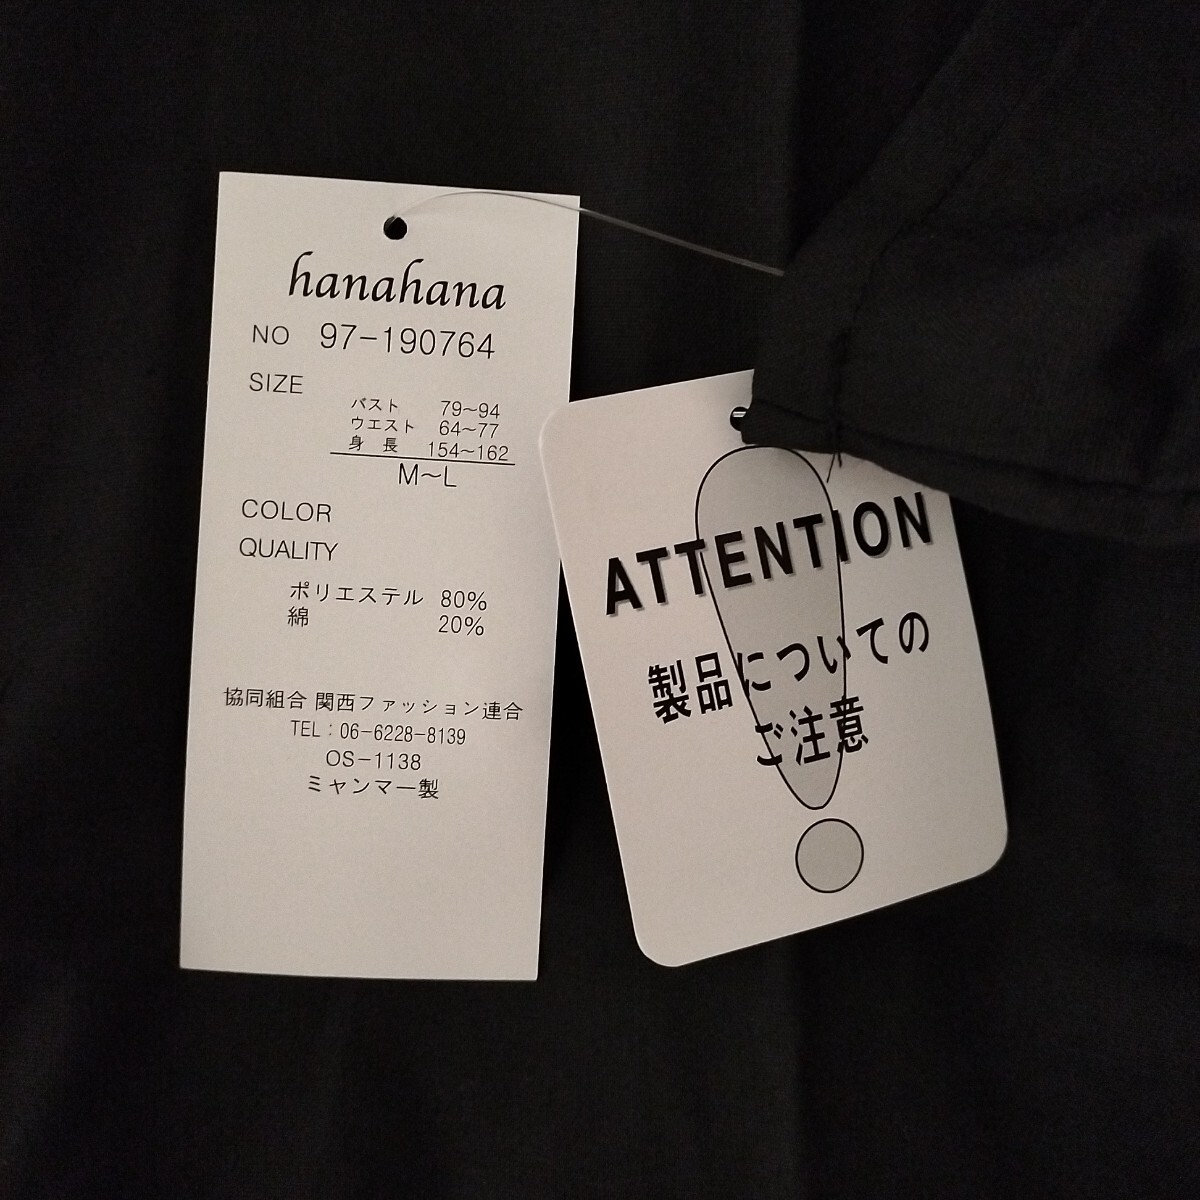 hanahana
NO 97-190764
SIZE
バスト 79~94
ウエスト 64~77
身 長 154~162
M~L
COLOR
QUALITY
ポリエステル 80%
綿 20%
協同組合 関西ファッション連合
TEL:06-6228-8139
OS-1138
ミャンマー製
ATTENTION
製品についての
ご注意